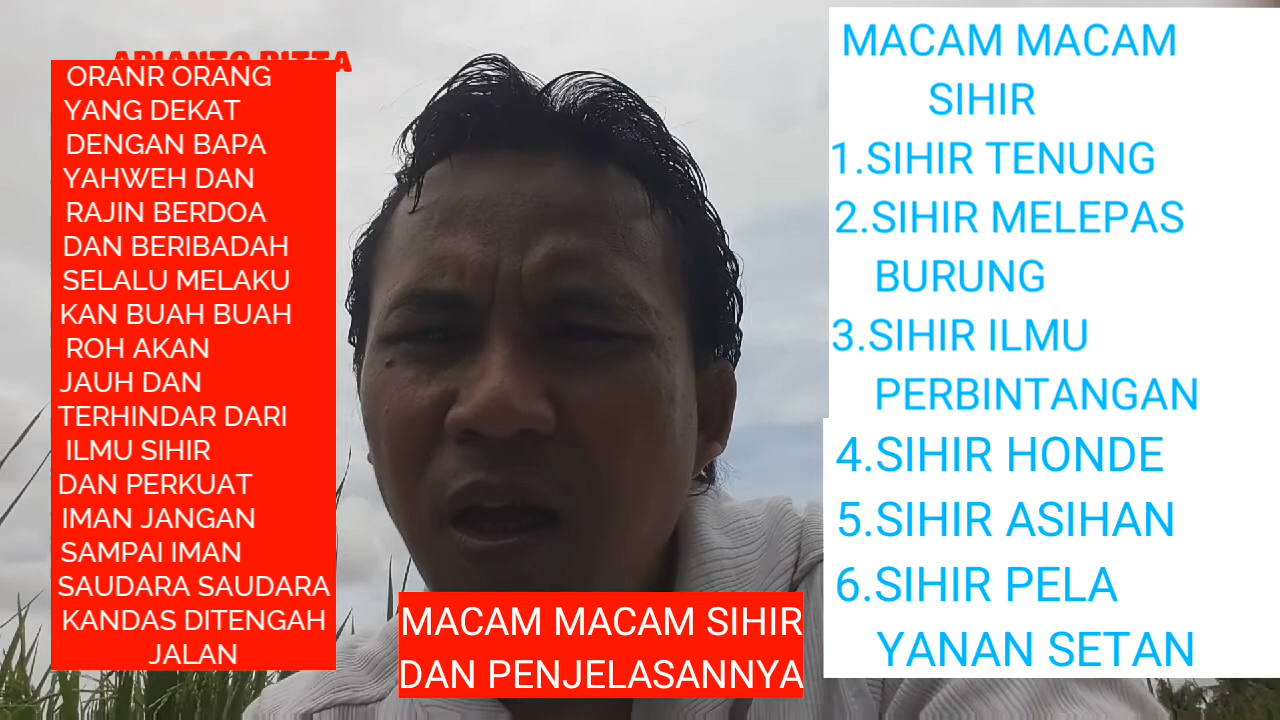 ORANR ORANG
YANG DEKAT
DENGAN BAPA
YAHWEH DAN
RAJIN BERDOA
DAN BERIBADAH
SELALU MELAKU
KAN BUAH BUAH
ROH AKAN
JAUH DAN
TERHINDAR DARI
ILMU SIHIR
DAN PERKUAT
IMAN JANGAN
SAMPAI IMAN
SAUDARA SAUDARA
KANDAS DITENGAH
JALAN
MACAM MACAM SIHIR
DAN PENJELASANNYA
MACAM MACAM
SIHIR
1.SIHIR TENUNG
2.SIHIR MELEPAS
BURUNG
3.SIHIR ILMU
PERBINTANGAN
4.SIHIR HONDE
5.SIHIR ASIHAN
6.SIHIR PELA
YANAN SETAN